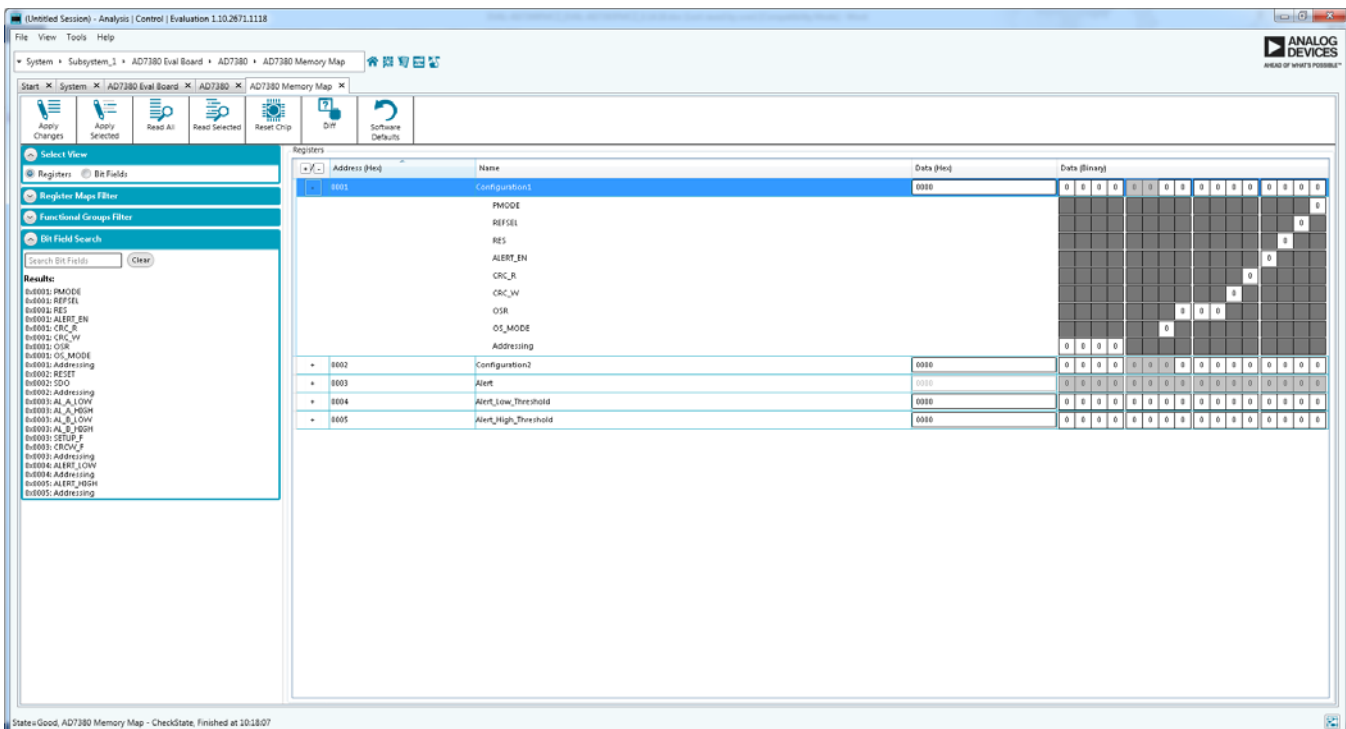 (Untitled Session) - Analysis | Control | Evaluation 1.10.2671.1118
File View Tools Help
ANALOG
DEVICES
AHEAD OF WHAT'S POSSIBLE™
System Subsystem_1 AD7380 Eval Board AD7380 AD7380 Memory Map
Start System AD7380 Eval Board AD7380 AD7380 Memory Map
Apply Changes Apply Selected Read All Read Selected Reset Chip Diff Software Defaults
Select View
Registers Bit Fields
Register Maps Filter
Functional Groups Filter
Bit Field Search
Search Bit Fields Clear
Results:
0x0001: PMODE
0x0001: REFSEL
0x0001: RES
0x0001: ALERT_EN
0x0001: CRC_R
0x0001: CRC_W
0x0001: OSR
0x0001: OS_MODE
0x0001: Addressing
0x0002: RESET
0x0002: SDO
0x0002: Addressing
0x0003: AL_A_LOW
0x0003: AL_A_HIGH
0x0003: AL_B_LOW
0x0003: AL_B_HIGH
0x0003: SETUP_F
0x0003: CRCW_F
0x0003: Addressing
0x0004: ALERT_LOW
0x0004: Addressing
0x0005: ALERT_HIGH
0x0005: Addressing
Registers
+/- Address (Hex) Name Data (Hex) Data (Binary)
- 0001 Configuration1 0000 0 0 0 0 0 0 0 0 0 0 0 0 0 0 0 0
PMODE 0
REFSEL 0
RES 0
ALERT_EN 0
CRC_R 0
CRC_W 0
OSR 0 0 0
OS_MODE 0
Addressing 0 0 0 0
+ 0002 Configuration2 0000 0 0 0 0 0 0 0 0 0 0 0 0 0 0 0 0
+ 0003 Alert 0000 0 0 0 0 0 0 0 0 0 0 0 0 0 0 0 0
+ 0004 Alert_Low_Threshold 0000 0 0 0 0 0 0 0 0 0 0 0 0 0 0 0 0
+ 0005 Alert_High_Threshold 0000 0 0 0 0 0 0 0 0 0 0 0 0 0 0 0 0
State=Good, AD7380 Memory Map - CheckState, Finished at 10:18:07